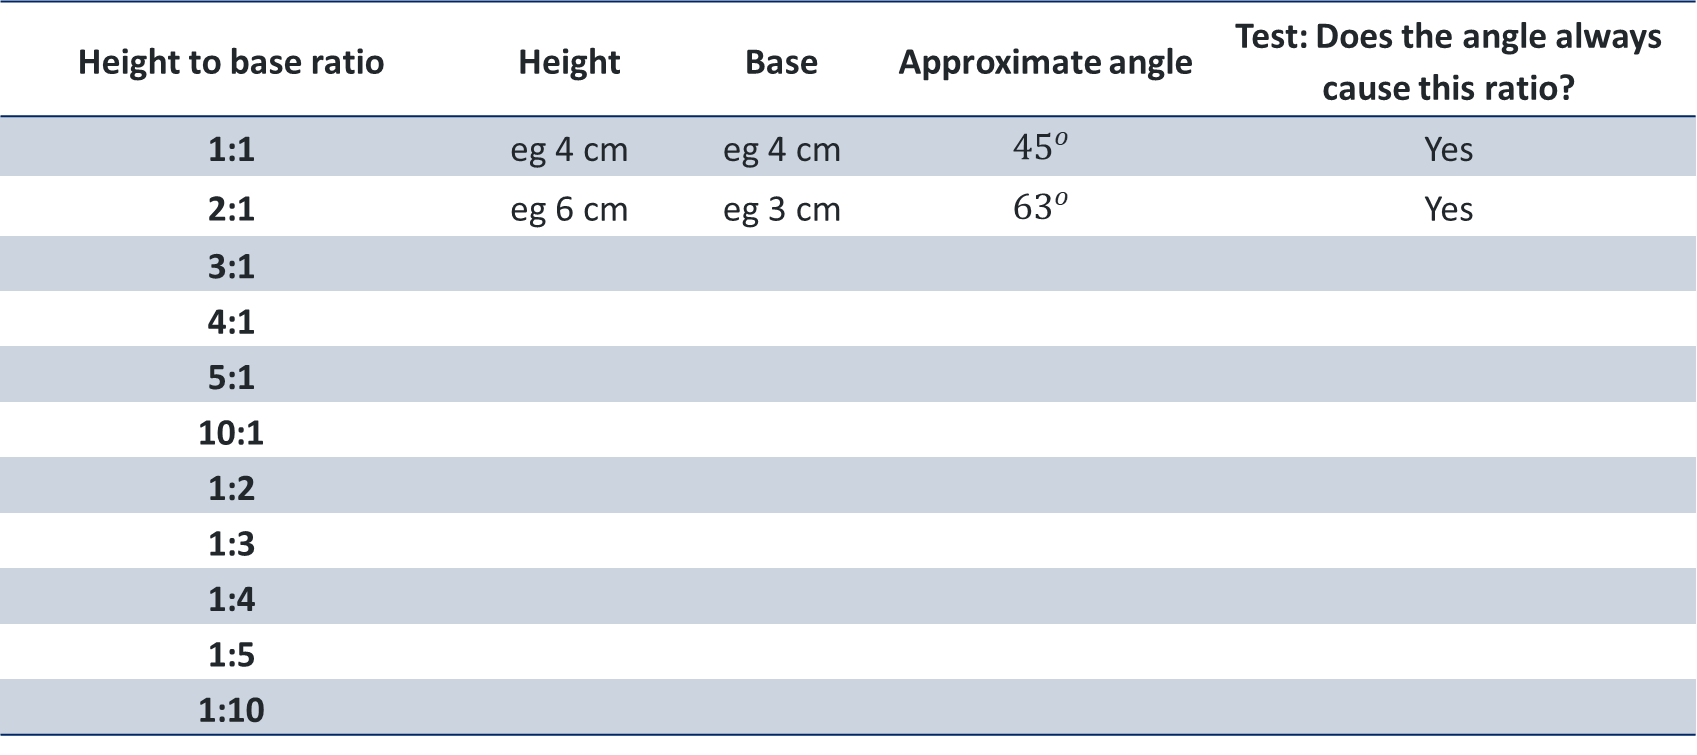 Height to base ratio Height Base Approximate angle Test: Does the angle always
cause this ratio?
1:1 eg 4 cm eg 4 cm 45° Yes
2:1 eg 6 cm eg 3 cm 63° Yes
3:1
4:1
5:1
10:1
1:2
1:3
1:4
1:5
1:10